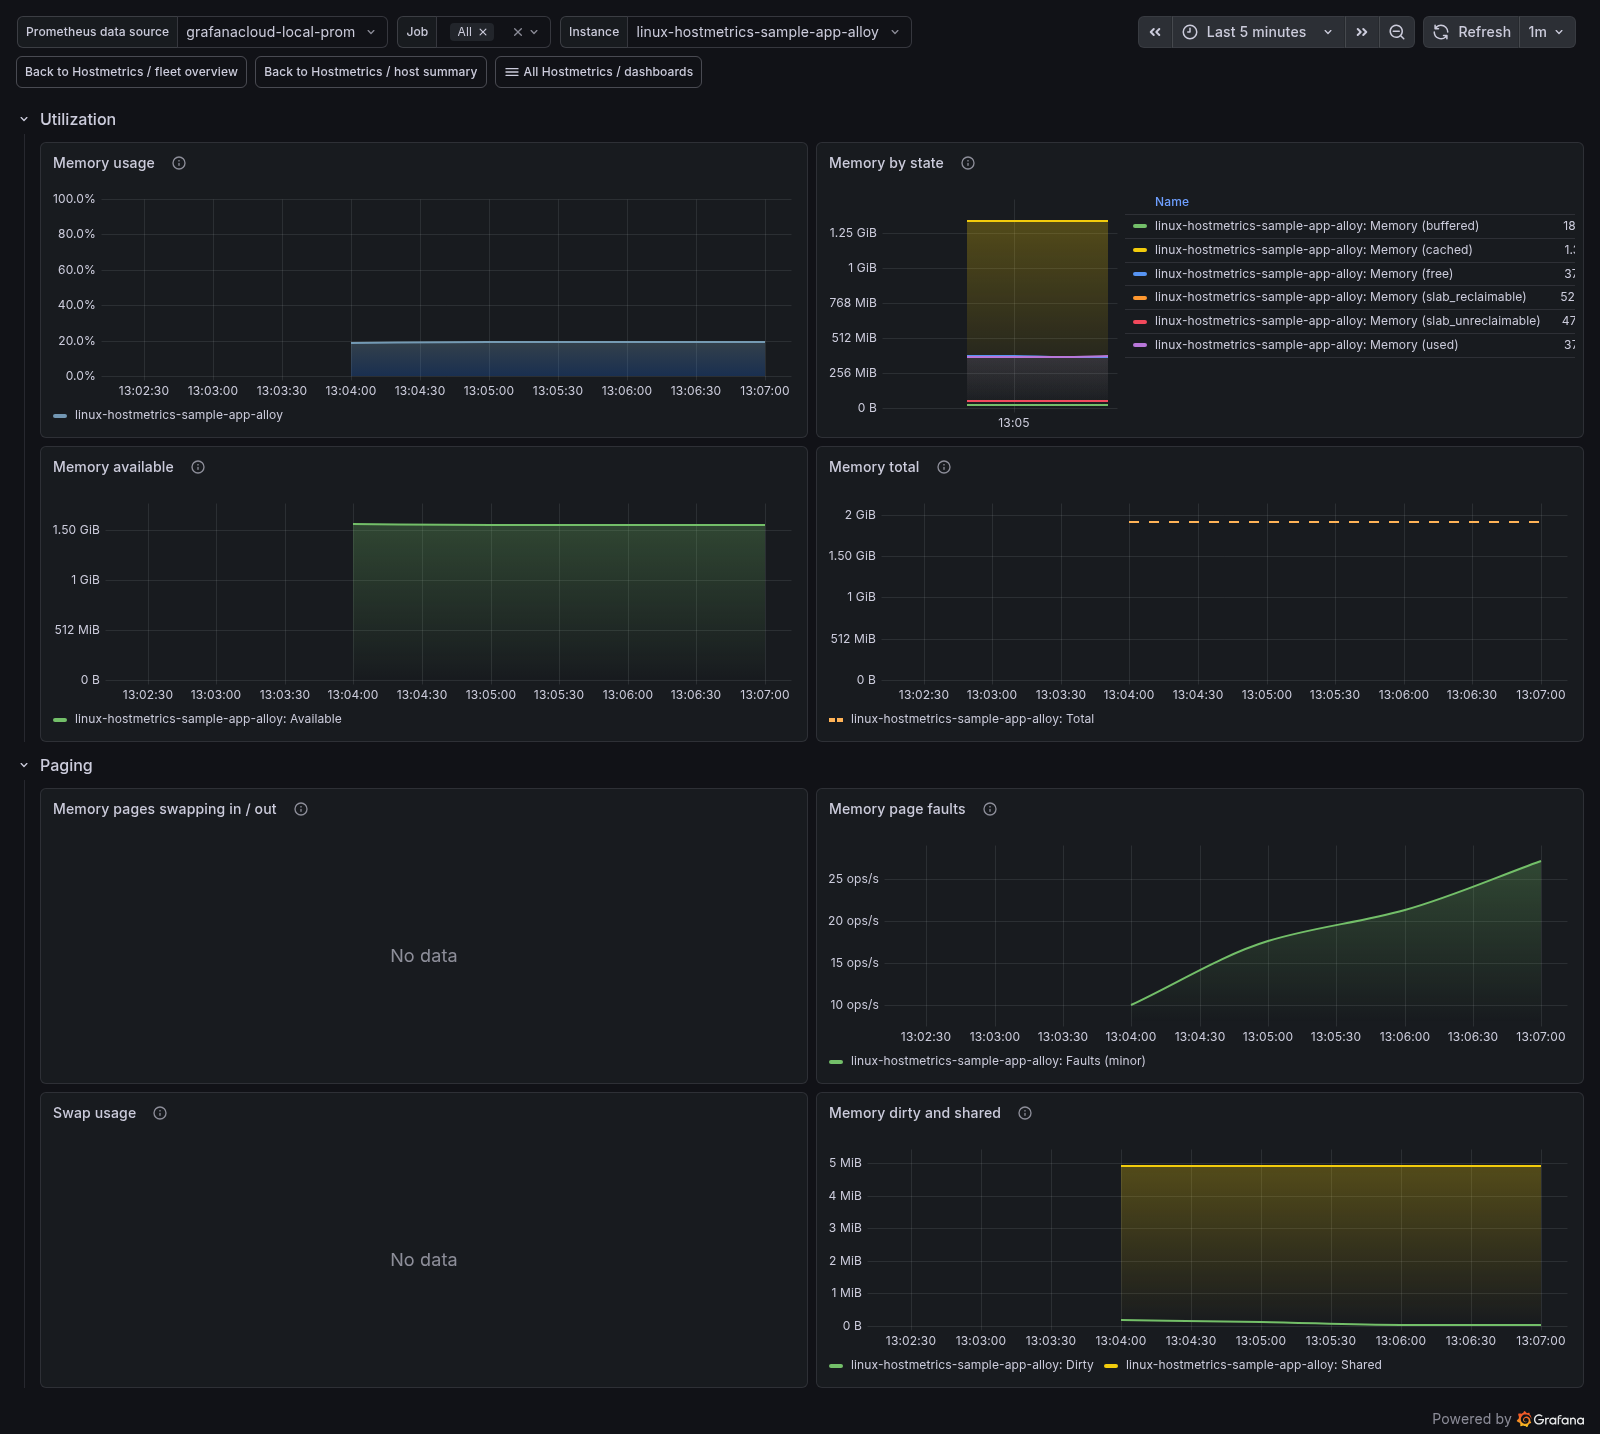 Prometheus data source grafanacloud-local-prom Job All Instance linux-hostmetrics-sample-app-alloy Last 5 minutes Refresh 1m
Back to Hostmetrics / fleet overview Back to Hostmetrics / host summary All Hostmetrics / dashboards
Utilization
Memory usage
100.0%
80.0%
60.0%
40.0%
20.0%
0.0%
13:02:30 13:03:00 13:03:30 13:04:00 13:04:30 13:05:00 13:05:30 13:06:00 13:06:30 13:07:00
linux-hostmetrics-sample-app-alloy
Memory by state
1.25 GiB
1 GiB
768 MiB
512 MiB
256 MiB
0 B
13:05
Name
linux-hostmetrics-sample-app-alloy: Memory (buffered) 18
linux-hostmetrics-sample-app-alloy: Memory (cached)
linux-hostmetrics-sample-app-alloy: Memory (free) 37
linux-hostmetrics-sample-app-alloy: Memory (slab_reclaimable) 52
linux-hostmetrics-sample-app-alloy: Memory (slab_unreclaimable) 47
linux-hostmetrics-sample-app-alloy: Memory (used) 37
Memory available
1.50 GiB
1 GiB
512 MiB
0 B
13:02:30 13:03:00 13:03:30 13:04:00 13:04:30 13:05:00 13:05:30 13:06:00 13:06:30 13:07:00
linux-hostmetrics-sample-app-alloy: Available
Memory total
2 GiB
1.50 GiB
1 GiB
512 MiB
0 B
13:02:30 13:03:00 13:03:30 13:04:00 13:04:30 13:05:00 13:05:30 13:06:00 13:06:30 13:07:00
linux-hostmetrics-sample-app-alloy: Total
Paging
Memory pages swapping in / out
No data
Memory page faults
25 ops/s
20 ops/s
15 ops/s
10 ops/s
13:02:30 13:03:00 13:03:30 13:04:00 13:04:30 13:05:00 13:05:30 13:06:00 13:06:30 13:07:00
linux-hostmetrics-sample-app-alloy: Faults (minor)
Swap usage
No data
Memory dirty and shared
5 MiB
4 MiB
3 MiB
2 MiB
1 MiB
0 B
13:02:30 13:03:00 13:03:30 13:04:00 13:04:30 13:05:00 13:05:30 13:06:00 13:06:30 13:07:00
linux-hostmetrics-sample-app-alloy: Dirty linux-hostmetrics-sample-app-alloy: Shared
Powered by Grafana